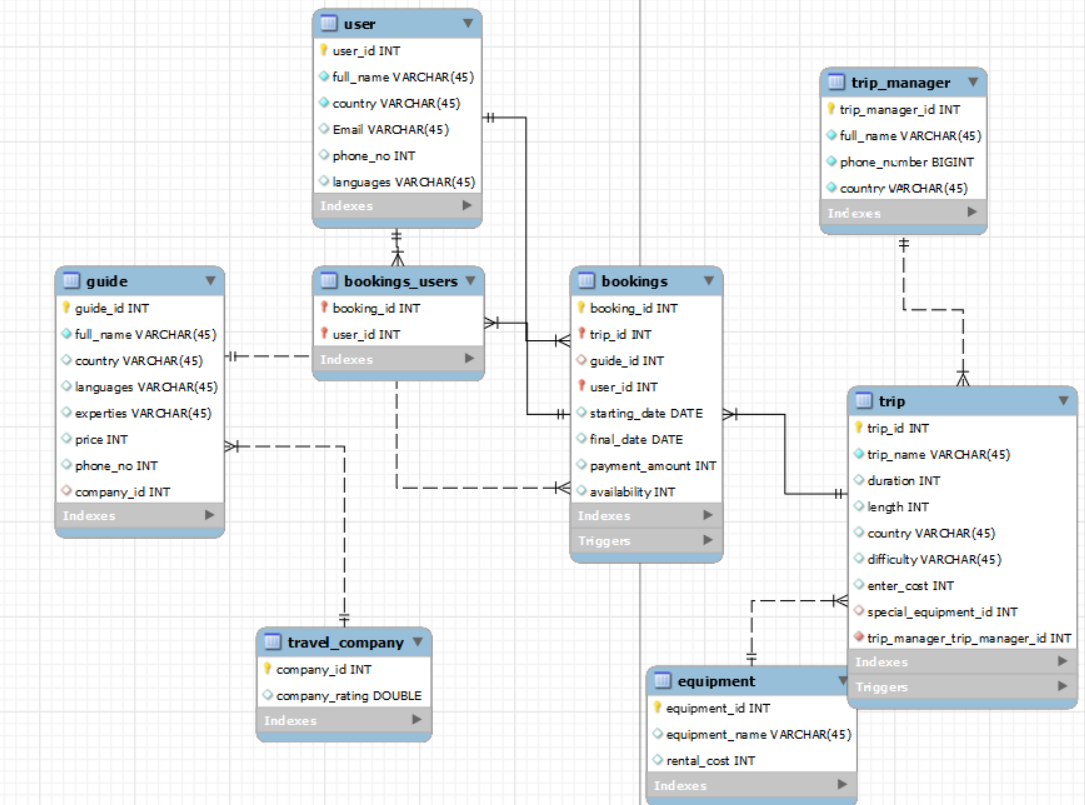 user
user_id INT
full_name VARCHAR(45)
country VARCHAR(45)
Email VARCHAR(45)
phone_no INT
languages VARCHAR(45)
Indexes
trip_manager
trip_manager_id INT
full_name VARCHAR(45)
phone_number BIGINT
country VARCHAR(45)
Indexes
guide
guide_id INT
full_name VARCHAR(45)
country VARCHAR(45)
languages VARCHAR(45)
experties VARCHAR(45)
price INT
phone_no INT
company_id INT
Indexes
bookings_users
booking_id INT
user_id INT
Indexes
bookings
booking_id INT
trip_id INT
guide_id INT
user_id INT
starting_date DATE
final_date DATE
payment_amount INT
availability INT
Indexes
Triggers
trip
trip_id INT
trip_name VARCHAR(45)
duration INT
length INT
country VARCHAR(45)
difficulty VARCHAR(45)
enter_cost INT
special_equipment_id INT
trip_manager_trip_manager_id INT
Indexes
Triggers
travel_company
company_id INT
company_rating DOUBLE
Indexes
equipment
equipment_id INT
equipment_name VARCHAR(45)
rental_cost INT
Indexes